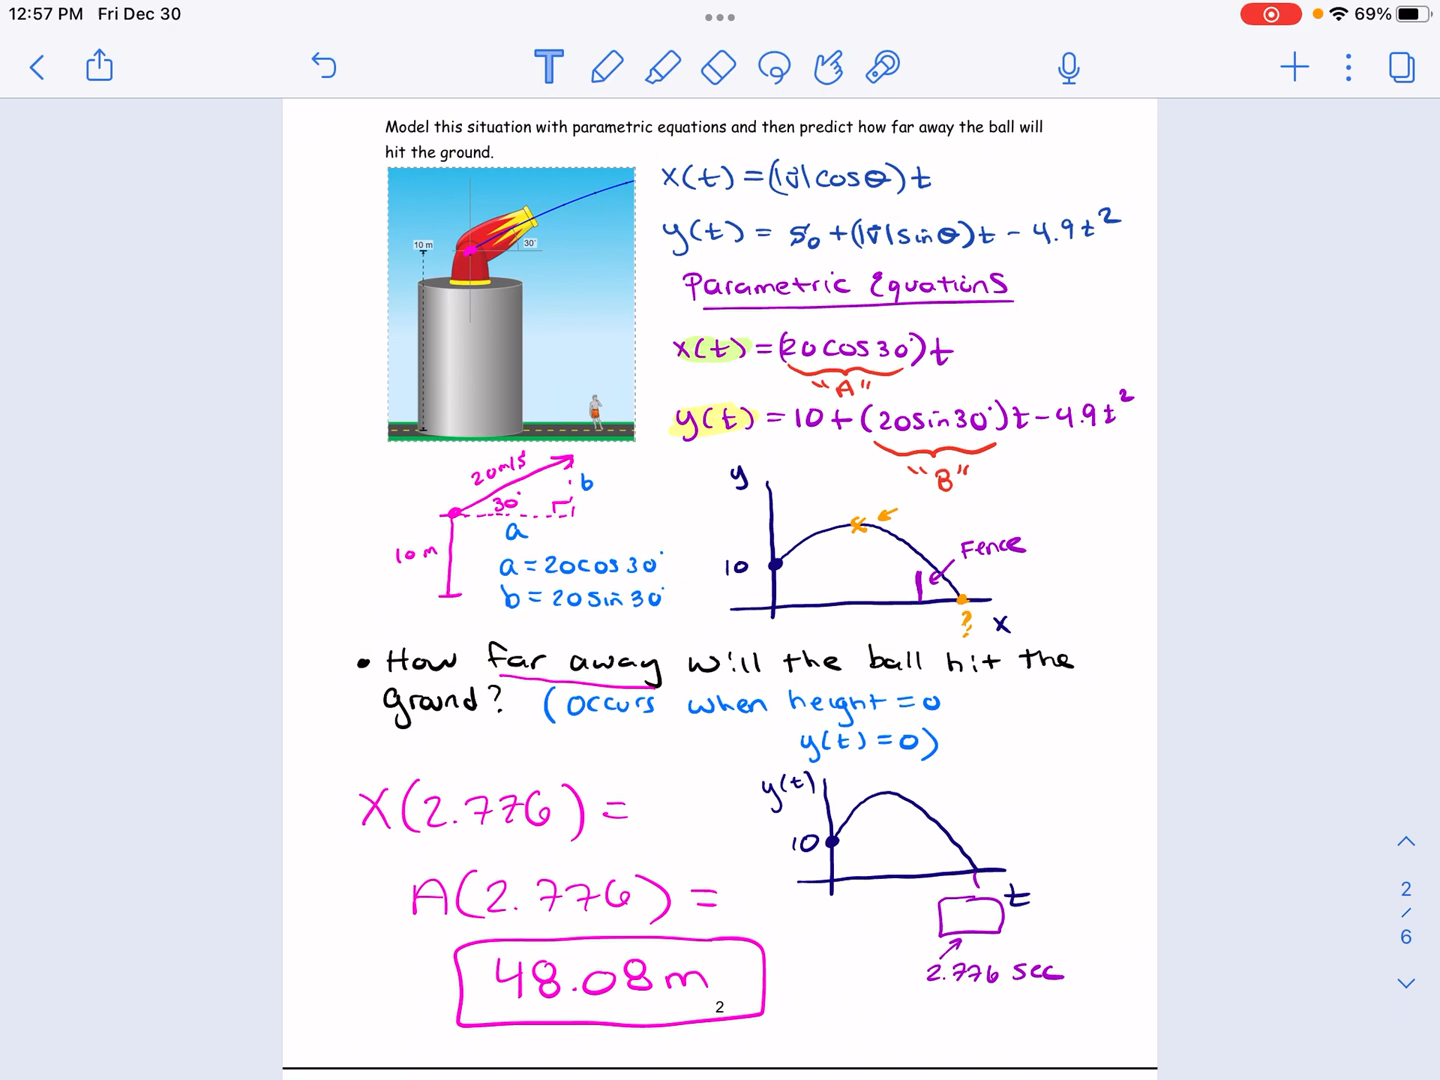 12:57 PM Fri Dec 30
69%
T
Model this situation with parametric equations and then predict how far away the ball will
hit the ground.
10 m
30°
x(t) = (|v⃗| cos θ) t
y(t) = s₀ + (|v⃗| sin θ) t - 4.9t²
Parametric Equations
x(t) = (20 cos 30°) t
"A"
y(t) = 10 + (20 sin 30°) t - 4.9t²
"B"
20 m/s
30°
b
a
10 m
a = 20 cos 30°
b = 20 sin 30°
y
10
Fence
?
x
• How far away will the ball hit the
ground? (occurs when height = 0
y(t) = 0)
X(2.776) =
A(2.776) =
48.08 m
y(t)
10
t
2.776 sec
2
2
/
6